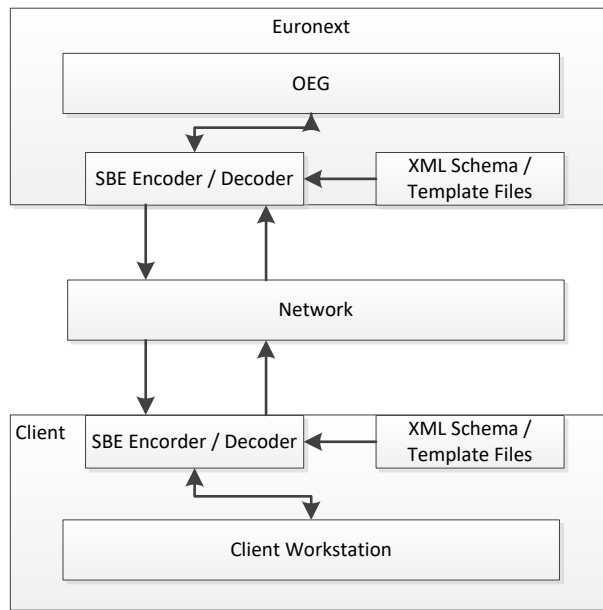 Euronext
OEG
SBE Encoder / Decoder
XML Schema /
Template Files
Network
Client
SBE Encorder / Decoder
XML Schema /
Template Files
Client Workstation